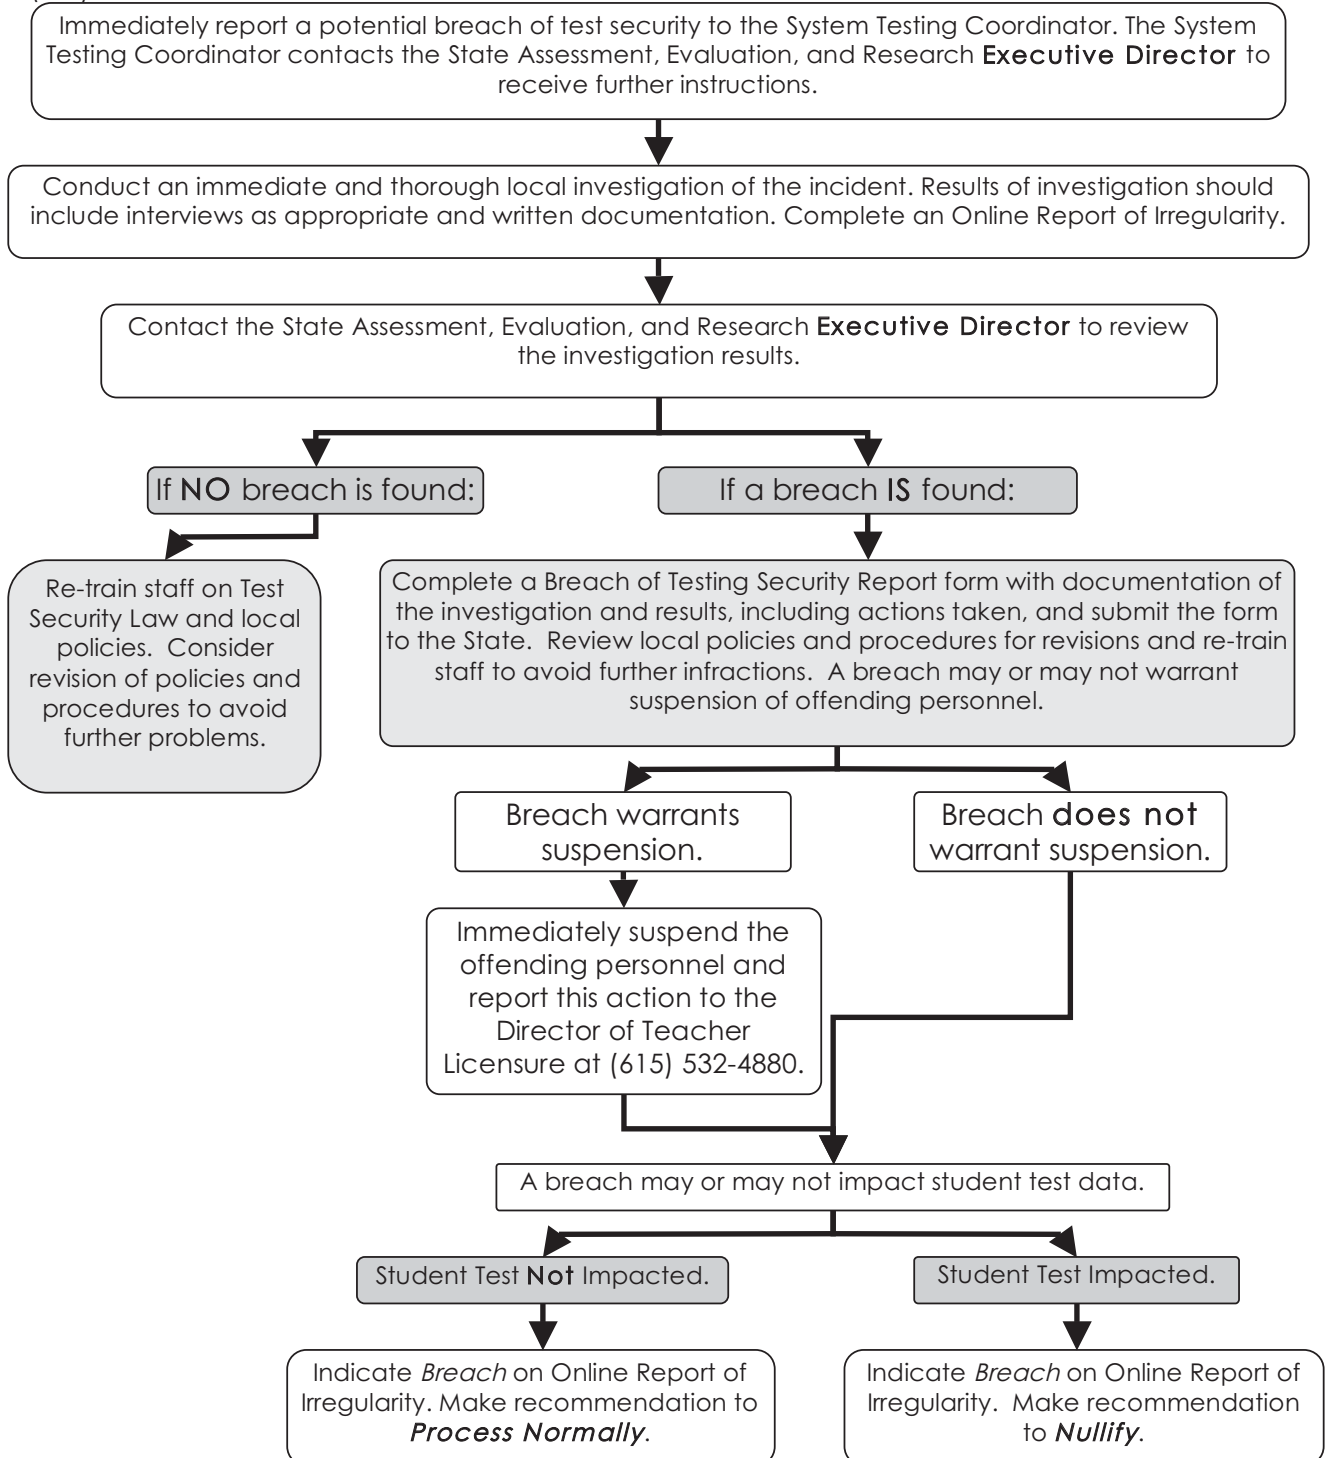 Immediately report a potential breach of test security to the System Testing Coordinator. The System
Testing Coordinator contacts the State Assessment, Evaluation, and Research Executive Director to
receive further instructions.
Conduct an immediate and thorough local investigation of the incident. Results of investigation should
include interviews as appropriate and written documentation. Complete an Online Report of Irregularity.
Contact the State Assessment, Evaluation, and Research Executive Director to review
the investigation results.
If NO breach is found:
If a breach IS found:
Re-train staff on Test
Security Law and local
policies. Consider
revision of policies and
procedures to avoid
further problems.
Complete a Breach of Testing Security Report form with documentation of
the investigation and results, including actions taken, and submit the form
to the State. Review local policies and procedures for revisions and re-train
staff to avoid further infractions. A breach may or may not warrant
suspension of offending personnel.
Breach warrants
suspension.
Breach does not
warrant suspension.
Immediately suspend the
offending personnel and
report this action to the
Director of Teacher
Licensure at (615) 532-4880.
A breach may or may not impact student test data.
Student Test Not Impacted.
Student Test Impacted.
Indicate Breach on Online Report of
Irregularity. Make recommendation to
Process Normally.
Indicate Breach on Online Report of
Irregularity. Make recommendation
to Nullify.